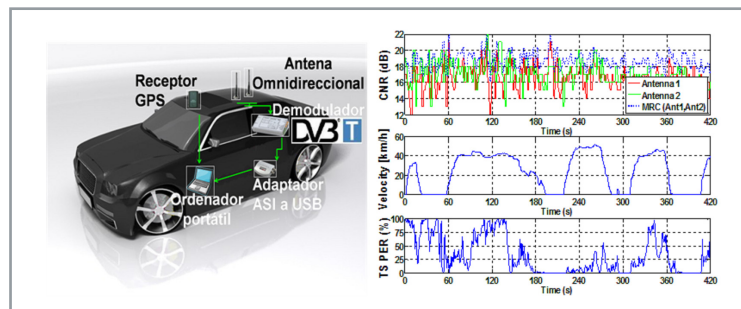 Receptor
GPS
Antena
Omnidireccional
Demodulador
DVB T
Ordenador
portátil
Adaptador
ASI a USB
CNR (dB)
22
20
18
16
14
12
Antenna 1
Antenna 2
MRC (Ant1,Ant2)
0 60 120 180 240 300 360 420
Time (s)
Velocity [km/h]
60
40
20
0
0 60 120 180 240 300 360 420
Time (s)
TS PER (%)
100
75
50
25
0
0 60 120 180 240 300 360 420
Time (s)